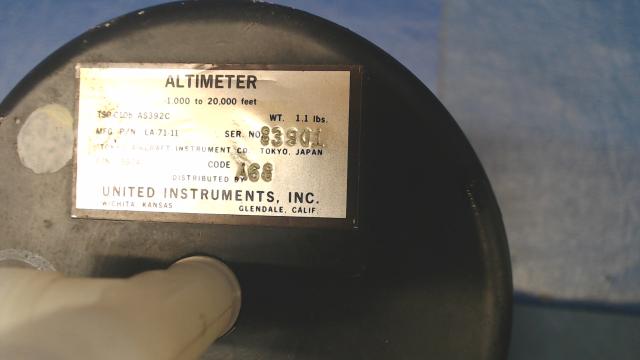 ALTIMETER
-1,000 to 20,000 feet
TSO-C10b AS392C WT. 1.1 lbs.
MFG. P/N LA-71-11 SER. NO. 83901
AIRCRAFT INSTRUMENT CO. TOKYO, JAPAN
CODE A68
DISTRIBUTED BY
UNITED INSTRUMENTS, INC.
WICHITA, KANSAS GLENDALE, CALIF.